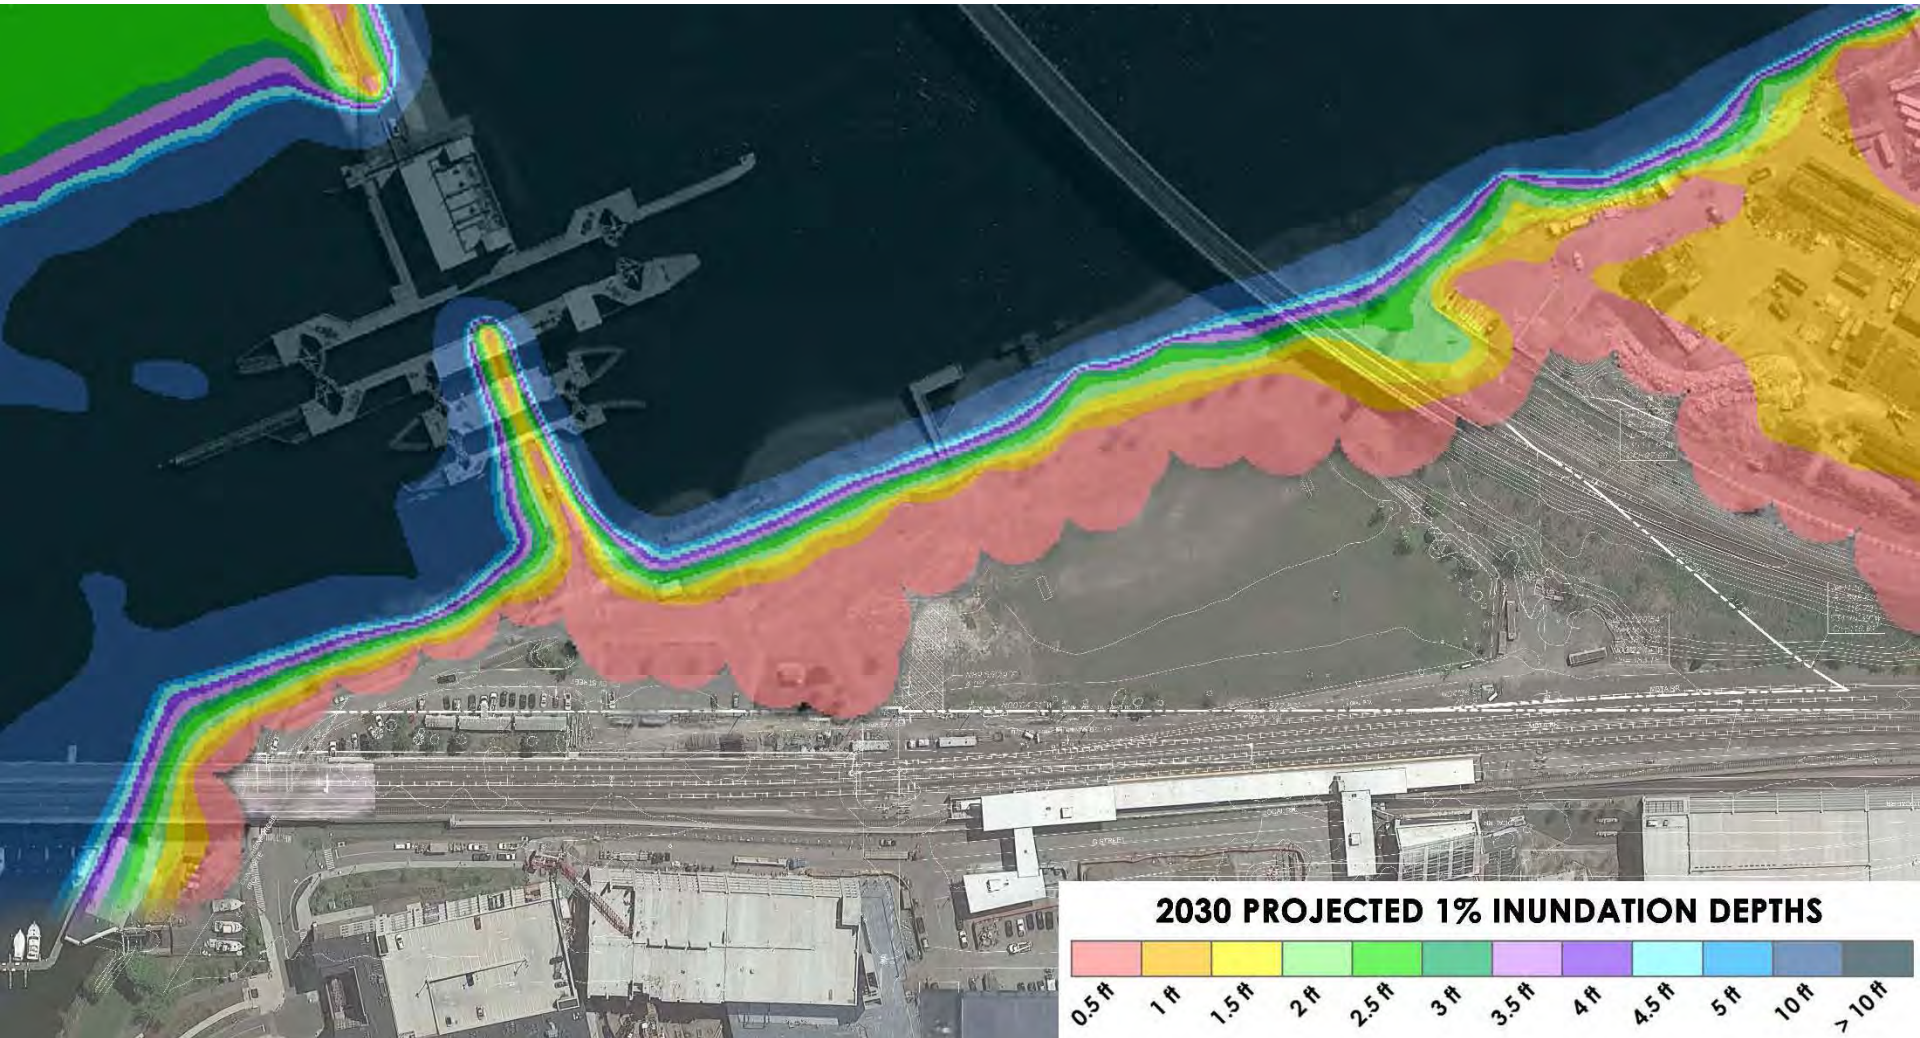 2030 PROJECTED 1% INUNDATION DEPTHS
0.5 ft
1 ft
1.5 ft
2 ft
2.5 ft
3 ft
3.5 ft
4 ft
4.5 ft
5 ft
10 ft
> 10 ft